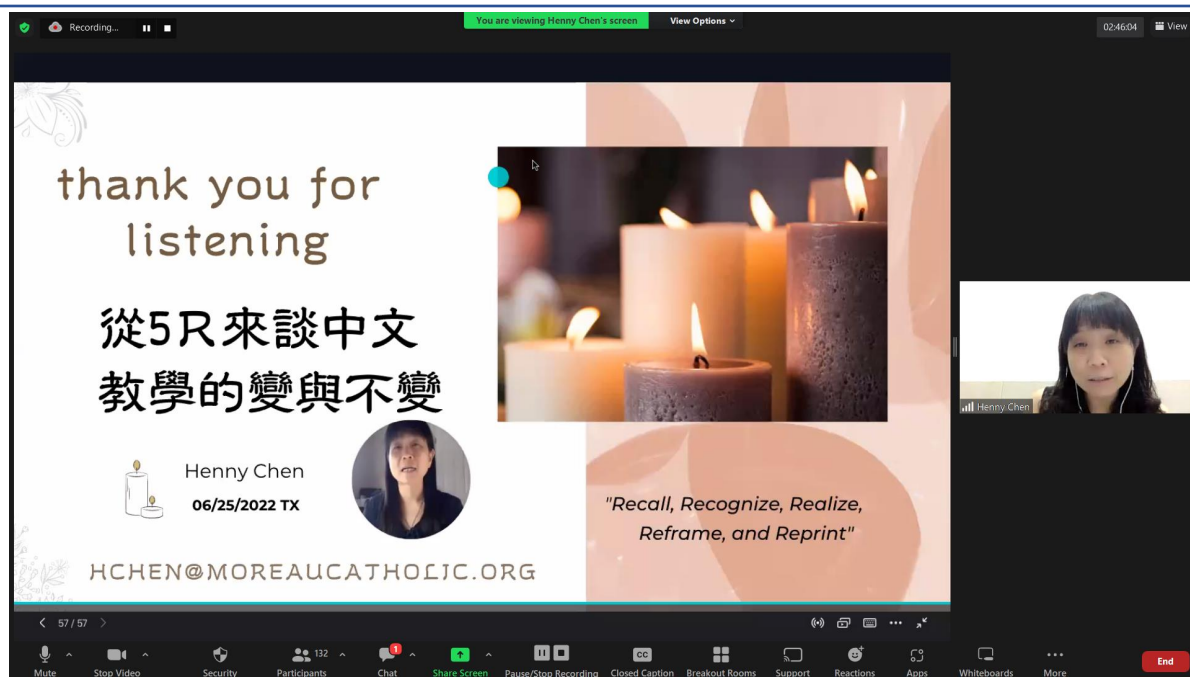 Recording...
You are viewing Henny Chen's screen
View Options
02:46:04
View
thank you for
listening
從5R來談中文
教學的變與不變
Henny Chen
06/25/2022 TX
"Recall, Recognize, Realize,
Reframe, and Reprint"
HCHEN@MOREAUCATHOLIC.ORG
Henny Chen
57 / 57
132
1
CC
Mute
Stop Video
Security
Participants
Chat
Share Screen
Pause/Stop Recording
Closed Caption
Breakout Rooms
Support
Reactions
Apps
Whiteboards
More
End